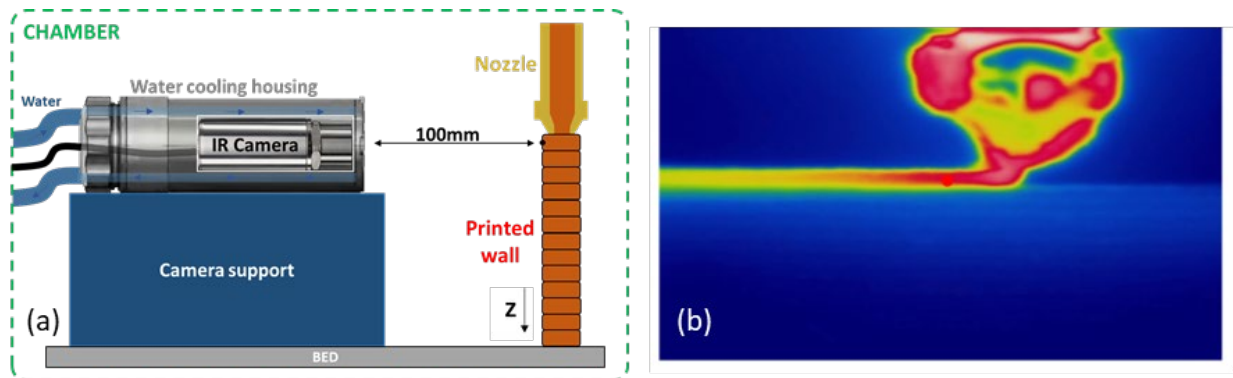 CHAMBER
Nozzle
Water cooling housing
Water
IR Camera
100mm
Printed
wall
Camera support
Z
(a)
BED
(b)